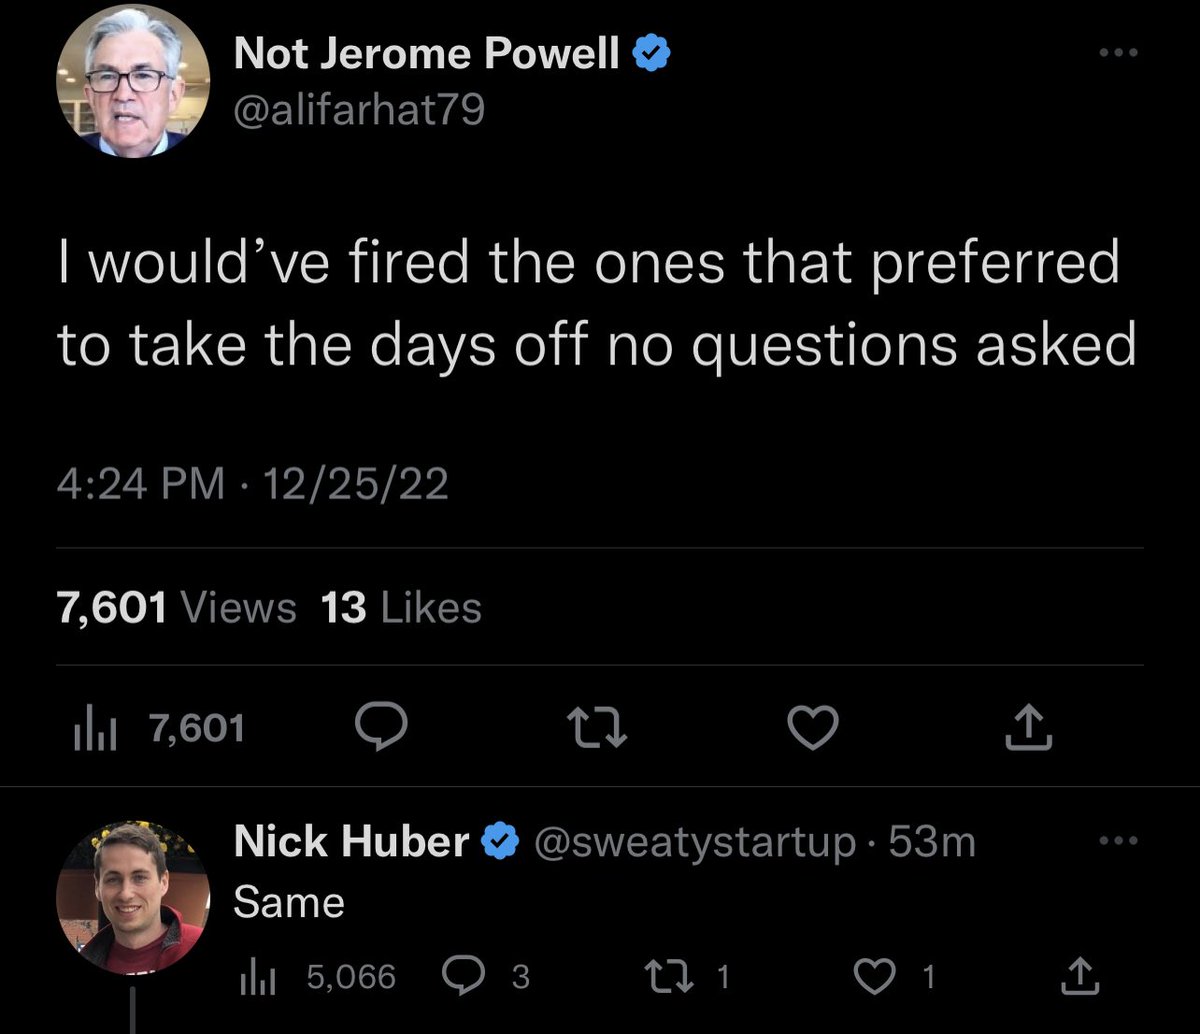 Not Jerome Powell
@alifarhat79
I would’ve fired the ones that preferred
to take the days off no questions asked
4:24 PM · 12/25/22
7,601 Views 13 Likes
7,601
Nick Huber @sweatystartup · 53m
Same
5,066 3 1 1